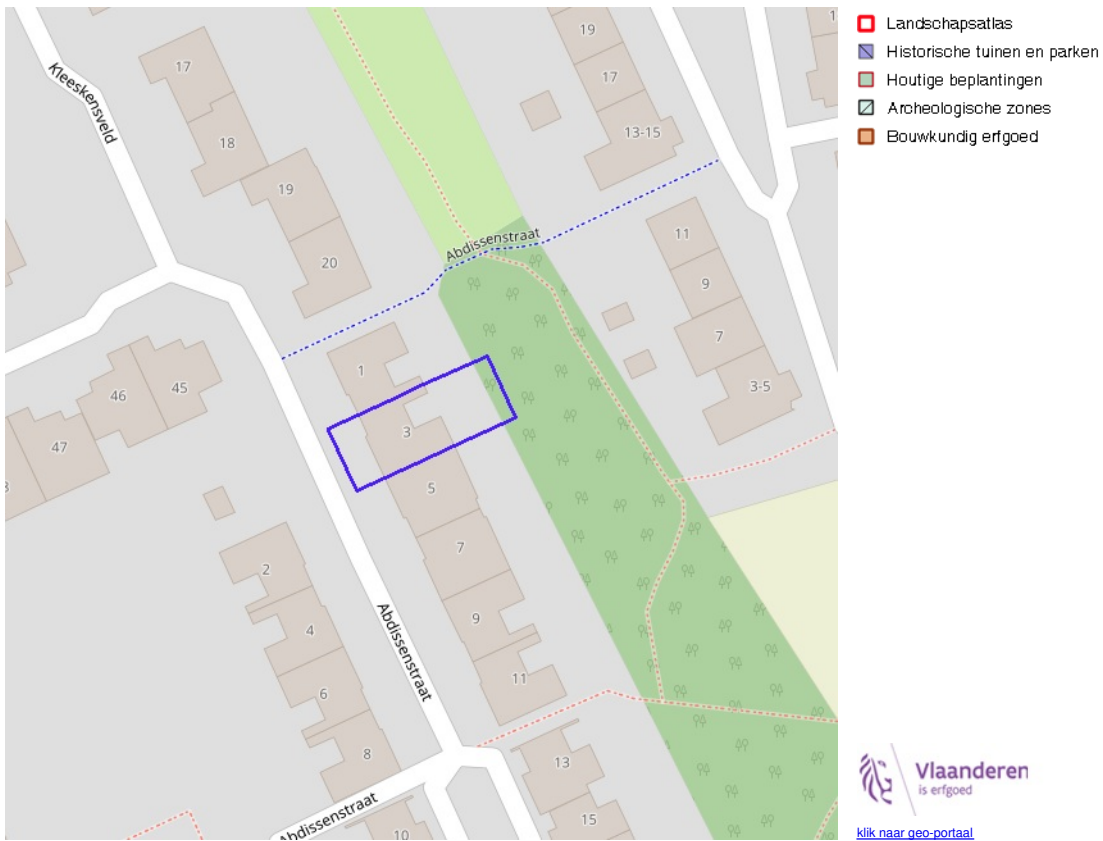 Kleeskensveld
17
18
19
20
19
17
13-15
1
Abdissenstraat
11
9
7
3-5
1
3
5
7
9
11
46
45
47
3
2
4
6
8
Abdissenstraat
13
15
Abdissenstraat
10
Landschapsatlas
Historische tuinen en parken
Houtige beplantingen
Archeologische zones
Bouwkundig erfgoed
Vlaanderen
is erfgoed
klik naar geo-portaal